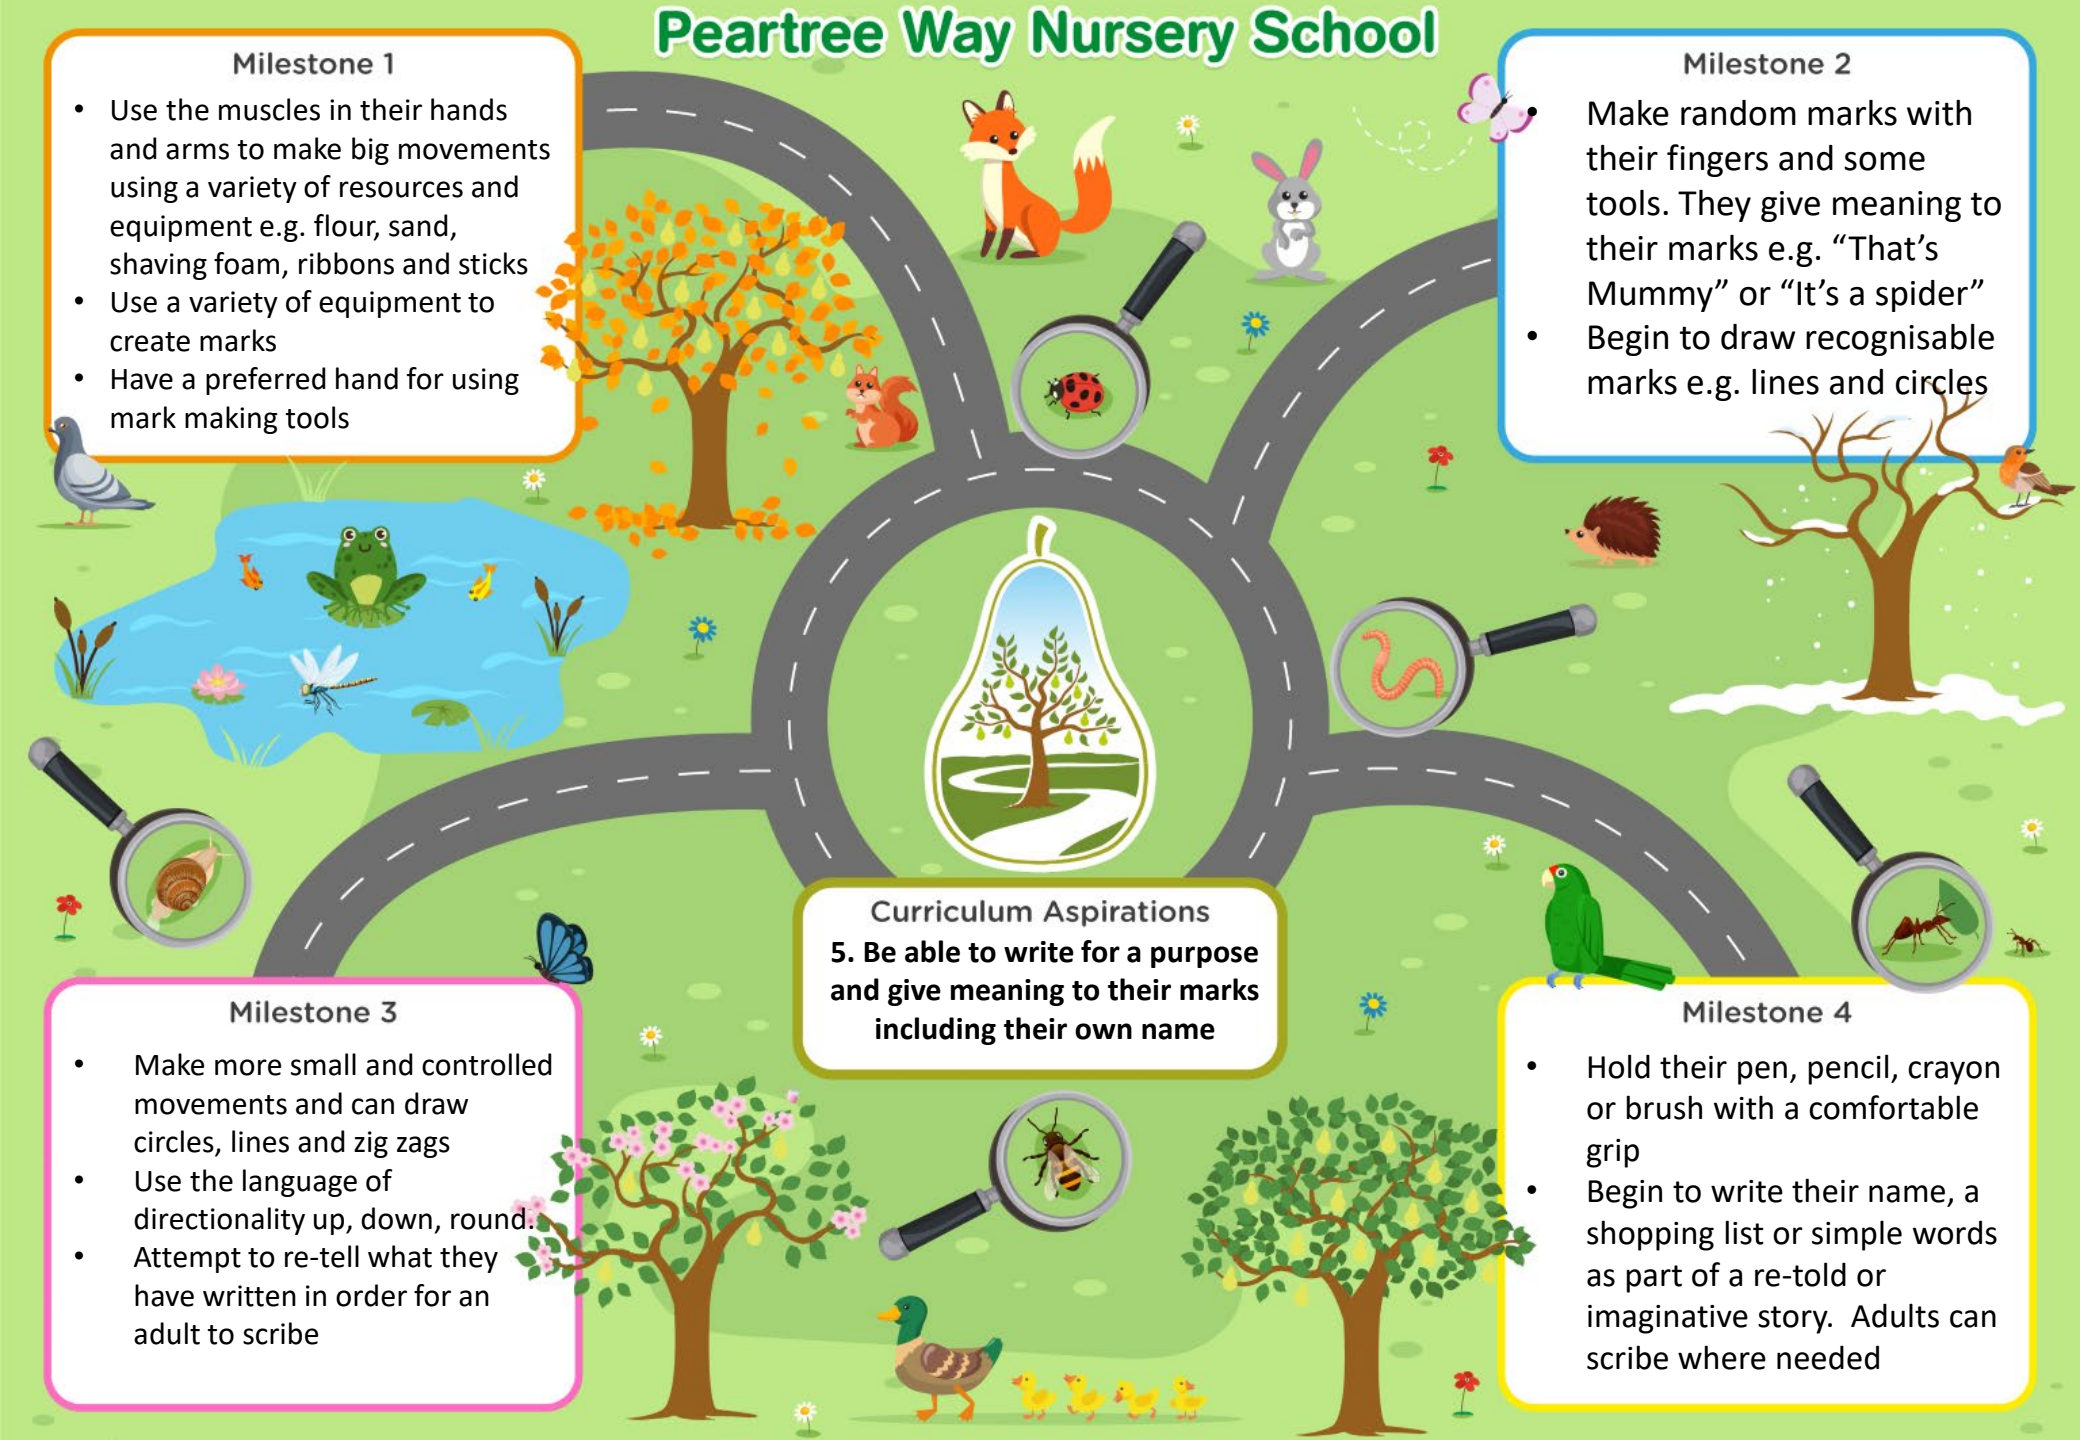 Peartree Way Nursery School
Milestone 1
• Use the muscles in their hands
and arms to make big movements
using a variety of resources and
equipment e.g. flour, sand,
shaving foam, ribbons and sticks
• Use a variety of equipment to
create marks
• Have a preferred hand for using
mark making tools
Milestone 2
• Make random marks with
their fingers and some
tools. They give meaning to
their marks e.g. “That’s
Mummy” or “It’s a spider”
• Begin to draw recognisable
marks e.g. lines and circles
Curriculum Aspirations
5. Be able to write for a purpose
and give meaning to their marks
including their own name
Milestone 3
• Make more small and controlled
movements and can draw
circles, lines and zig zags
• Use the language of
directionality up, down, round.
• Attempt to re-tell what they
have written in order for an
adult to scribe
Milestone 4
• Hold their pen, pencil, crayon
or brush with a comfortable
grip
• Begin to write their name, a
shopping list or simple words
as part of a re-told or
imaginative story.  Adults can
scribe where needed